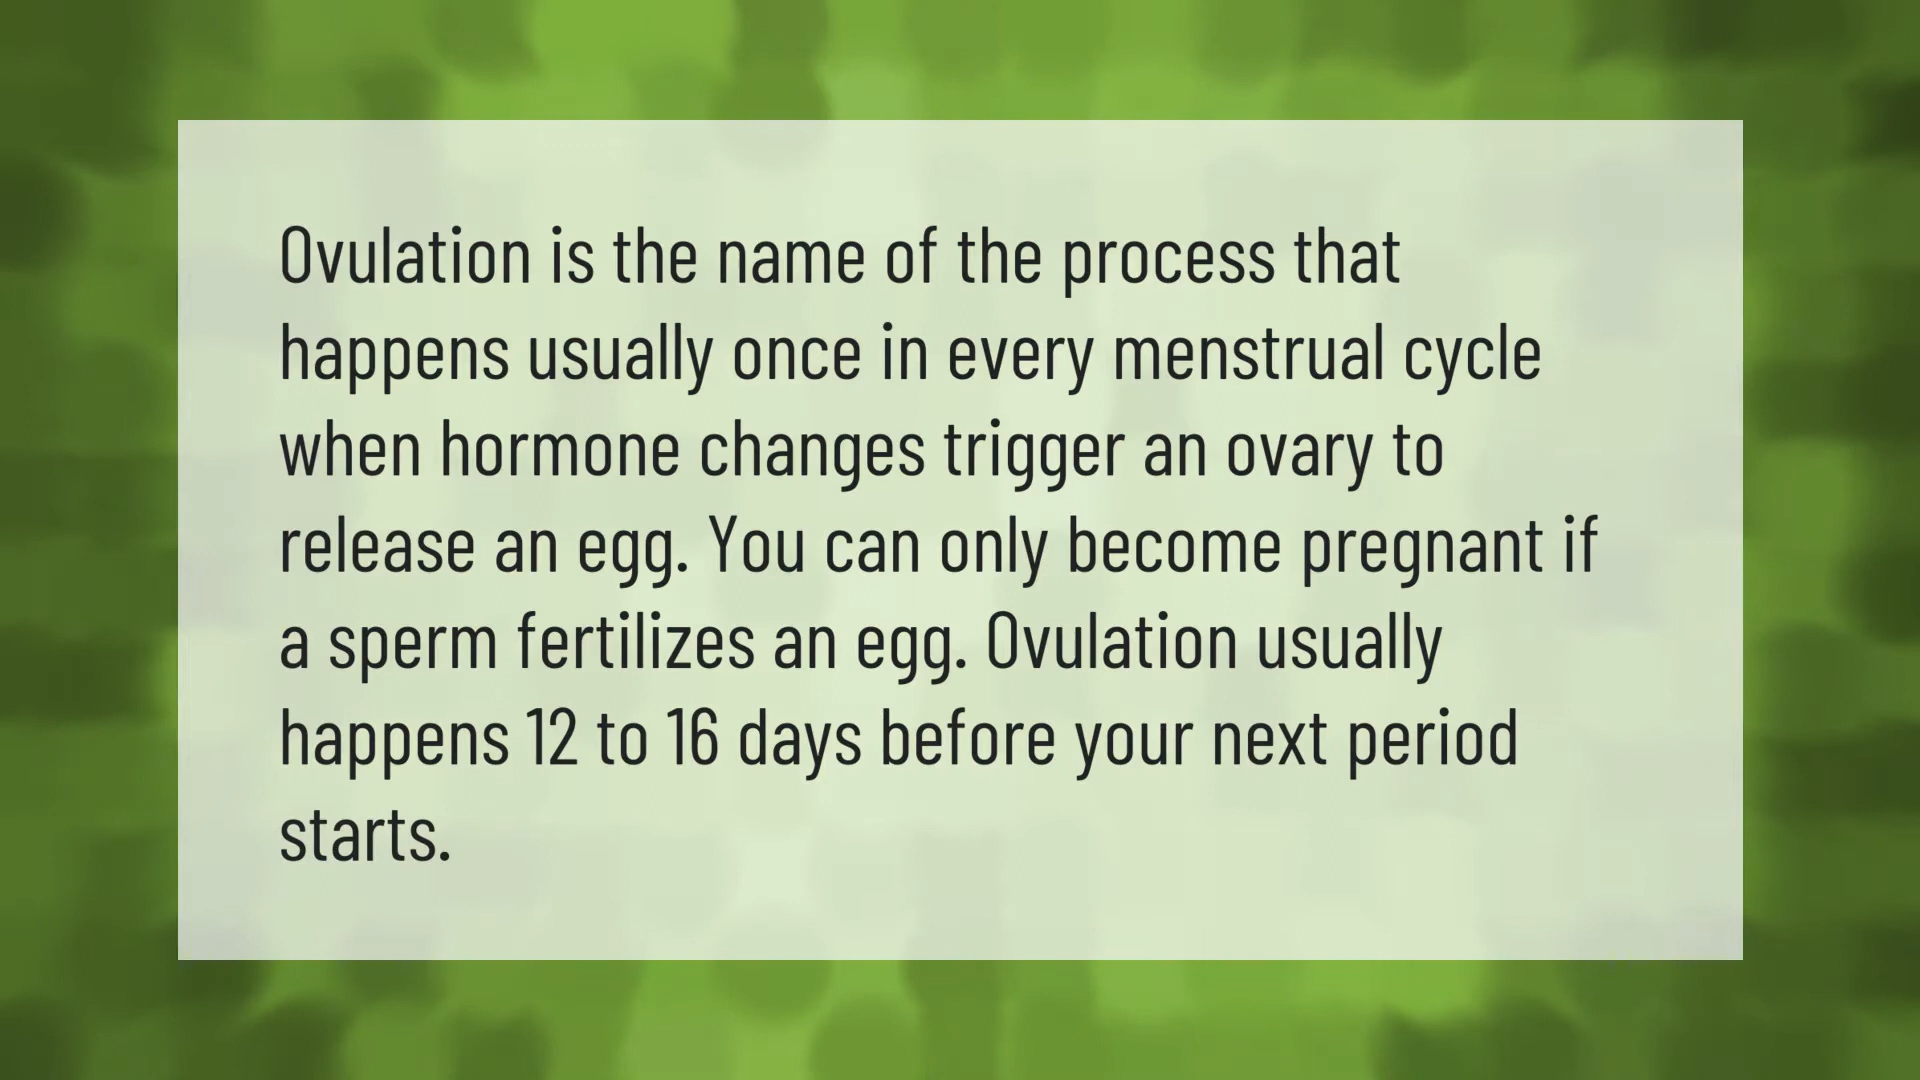 Ovulation is the name of the process that
happens usually once in every menstrual cycle
when hormone changes trigger an ovary to
release an egg. You can only become pregnant if
a sperm fertilizes an egg. Ovulation usually
happens 12 to 16 days before your next period
starts.